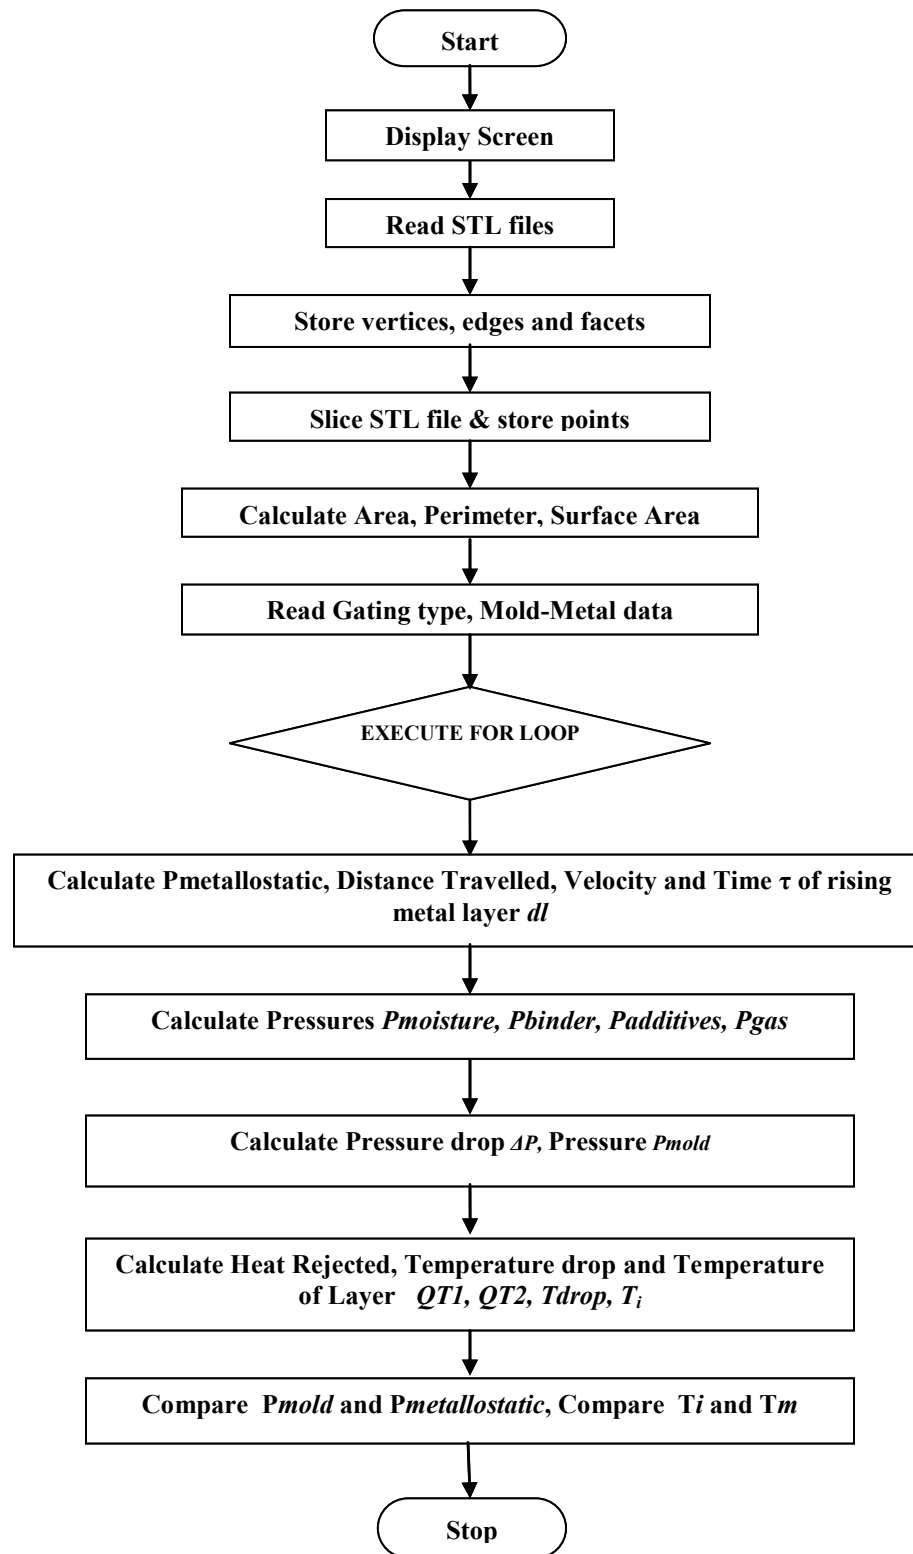 Start
Display Screen
Read STL files
Store vertices, edges and facets
Slice STL file & store points
Calculate Area, Perimeter, Surface Area
Read Gating type, Mold-Metal data
EXECUTE FOR LOOP
Calculate Pmetallostatic, Distance Travelled, Velocity and Time τ of rising
metal layer dl
Calculate Pressures Pmoisture, Pbinder, Padditives, Pgas
Calculate Pressure drop ΔP, Pressure Pmold
Calculate Heat Rejected, Temperature drop and Temperature
of Layer QT1, QT2, Tdrop, Ti
Compare Pmold and Pmetallostatic, Compare Ti and Tm
Stop